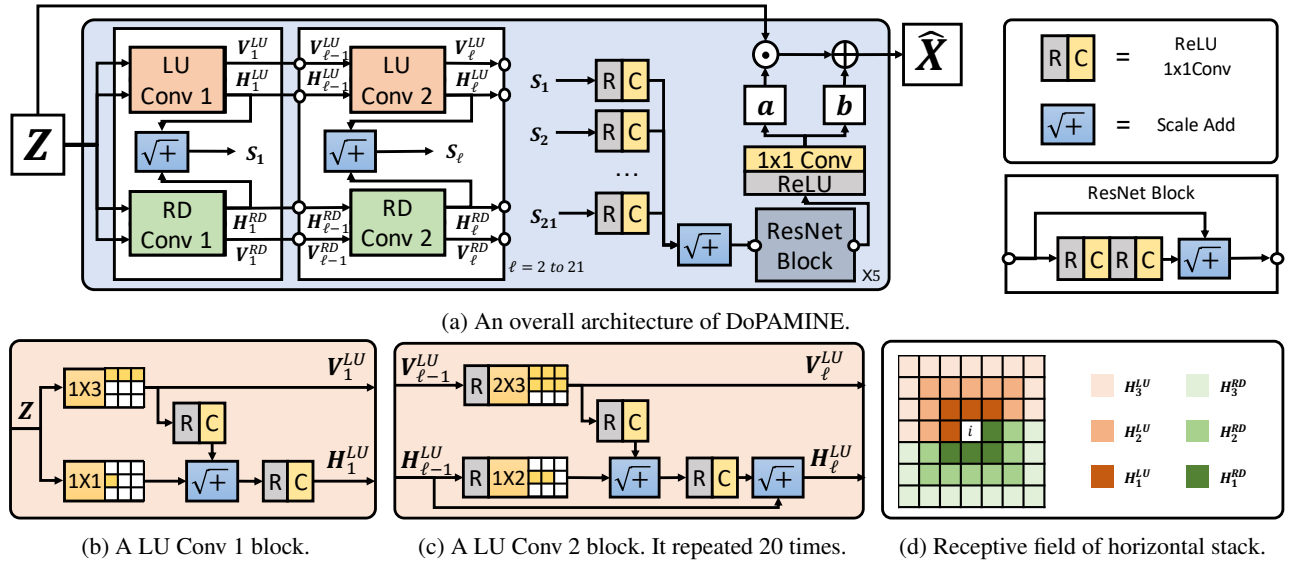 Z
LU
Conv 1
V_1^{LU}
H_1^{LU}
√+
S_1
RD
Conv 1
H_1^{RD}
V_1^{RD}
V_{ℓ-1}^{LU}
H_{ℓ-1}^{LU}
LU
Conv 2
V_ℓ^{LU}
H_ℓ^{LU}
√+
S_ℓ
H_{ℓ-1}^{RD}
V_{ℓ-1}^{RD}
RD
Conv 2
H_ℓ^{RD}
V_ℓ^{RD}
ℓ = 2 to 21
S_1 R C
S_2 R C
...
S_{21} R C
√+
ResNet
Block
X5
ReLU
1x1 Conv
a b
X̂
R C = ReLU
1x1Conv
√+ = Scale Add
ResNet Block
R C R C √+
(a) An overall architecture of DoPAMINE.
Z
1X3
V_1^{LU}
R C
1X1
√+
R C
H_1^{LU}
(b) A LU Conv 1 block.
V_{ℓ-1}^{LU}
R 2X3
V_ℓ^{LU}
R C
H_{ℓ-1}^{LU}
R 1X2
√+
R C
√+
H_ℓ^{LU}
(c) A LU Conv 2 block. It repeated 20 times.
i
H_3^{LU} H_3^{RD}
H_2^{LU} H_2^{RD}
H_1^{LU} H_1^{RD}
(d) Receptive field of horizontal stack.